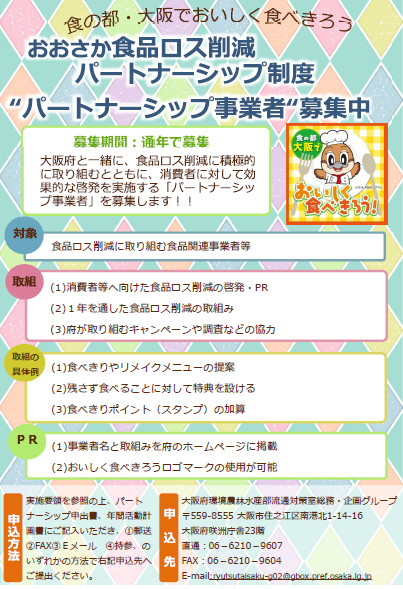 食の都・大阪でおいしく食べきろう
おおさか食品ロス削減
パートナーシップ制度
“パートナーシップ事業者“募集中
募集期間：通年で募集
大阪府と一緒に、食品ロス削減に積極的
に取り組むとともに、消費者に対して効
果的な啓発を実施する「パートナーシッ
プ事業者」を募集します！！
食の都
大阪で
おいしく
食べきろう!
対象
食品ロス削減に取り組む食品関連事業者等
取組
(1)消費者等へ向けた食品ロス削減の啓発・PR
(2)１年を通した食品ロス削減の取組み
(3)府が取り組むキャンペーンや調査などの協力
取組の
具体例
(1)食べきりやリメイクメニューの提案
(2)残さず食べることに対して特典を設ける
(3)食べきりポイント（スタンプ）の加算
ＰＲ
(1)事業者名と取組みを府のホームページに掲載
(2)おいしく食べきろうロゴマークの使用が可能
申込方法
実施要領を参照の上、パート
ナーシップ申出書、年間活動計
画書にご記入いただき、①郵送
②FAX③Ｅメール　④持参、の
いずれかの方法で右記申込先へ
ご提出ください。
申込先
大阪府環境農林水産部流通対策室総務・企画グループ
〒559-8555 大阪市住之江区南港北1-14-16
大阪府咲洲庁舎23階
直通：06－6210－9607
FAX：06－6210－9604
E-mail:ryutsutaisaku-g02@gbox.pref.osaka.lg.jp